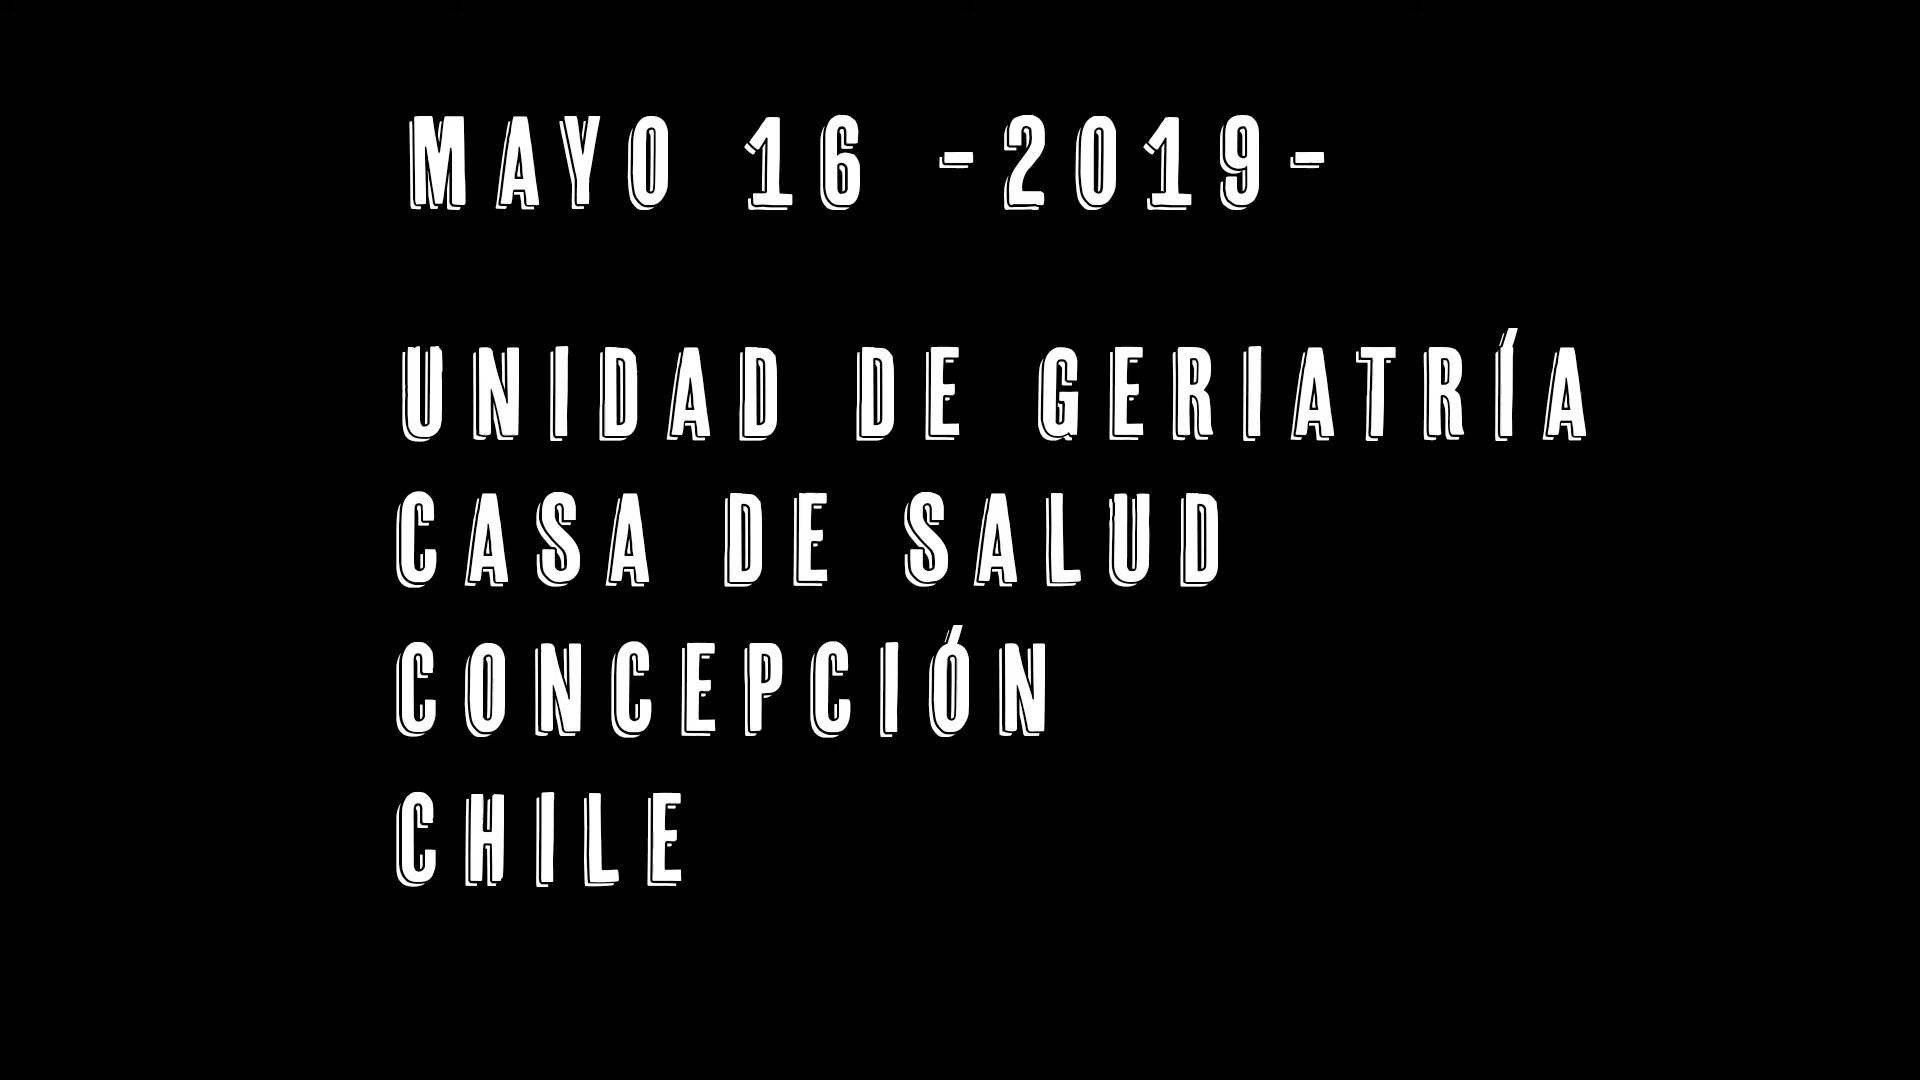 MAYO 16 -2019-
UNIDAD DE GERIATRÍA
CASA DE SALUD
CONCEPCIÓN
CHILE